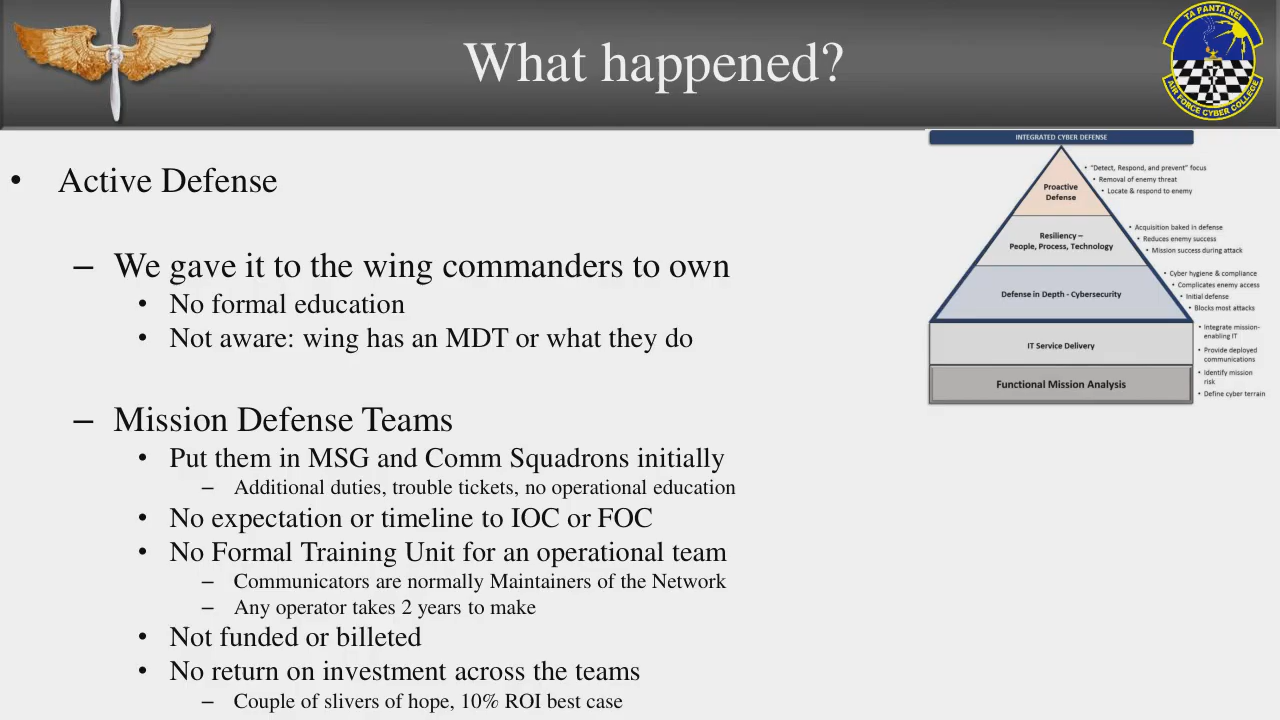 What happened?
TA PANTA REI
AIR FORCE CYBER COLLEGE
• Active Defense
– We gave it to the wing commanders to own
• No formal education
• Not aware: wing has an MDT or what they do
– Mission Defense Teams
• Put them in MSG and Comm Squadrons initially
– Additional duties, trouble tickets, no operational education
• No expectation or timeline to IOC or FOC
• No Formal Training Unit for an operational team
– Communicators are normally Maintainers of the Network
– Any operator takes 2 years to make
• Not funded or billeted
• No return on investment across the teams
– Couple of slivers of hope, 10% ROI best case
INTEGRATED CYBER DEFENSE
Proactive
Defense
• "Detect, Respond, and prevent" focus
• Removal of enemy threat
• Locate & respond to enemy
Resiliency –
People, Process, Technology
• Acquisition baked in defense
• Reduces enemy success
• Mission success during attack
Defense in Depth - Cybersecurity
• Cyber hygiene & compliance
• Complicates enemy access
• Initial defense
• Blocks most attacks
IT Service Delivery
• Integrate mission-
enabling IT
• Provide deployed
communications
Functional Mission Analysis
• Identify mission
risk
• Define cyber terrain